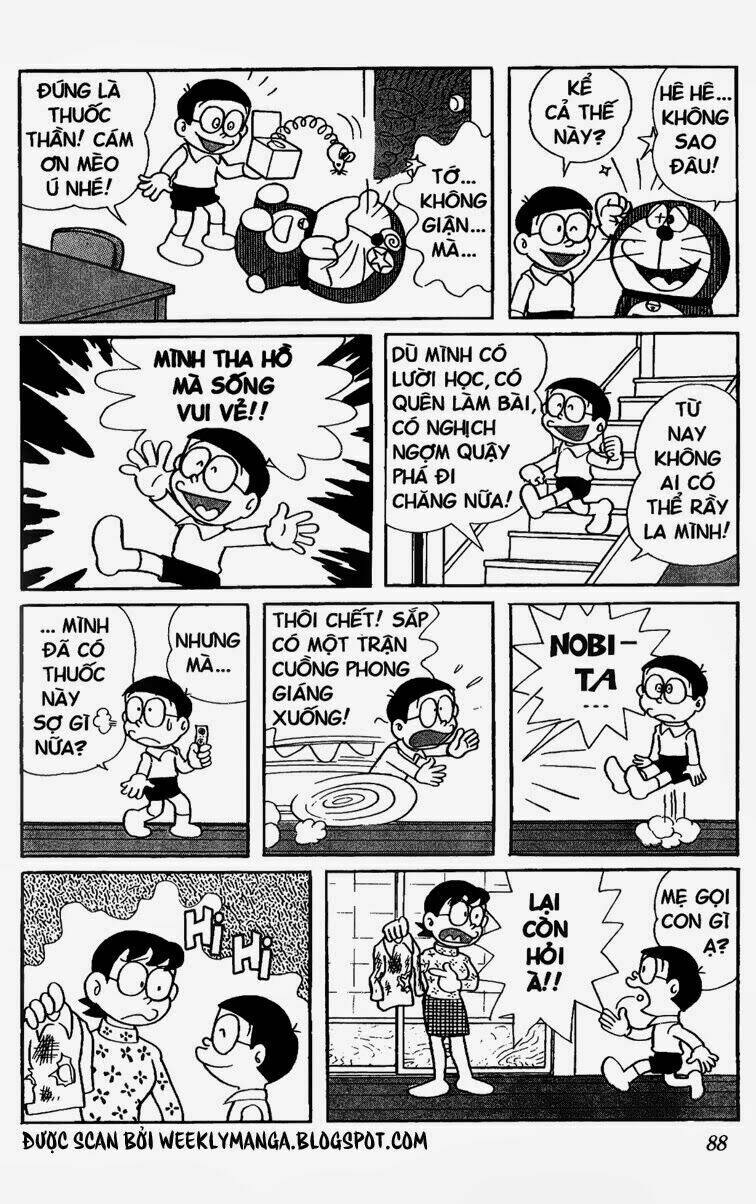 HÊ HÊ...
KHÔNG
SAO
ĐÂU!
KỂ
CẢ THẾ
NÀY?
TỚ...
KHÔNG
GIẬN...
MÀ...
ĐÚNG LÀ
THUỐC
THẦN! CÁM
ƠN MÈO
Ú NHÉ!
TỪ
NAY
KHÔNG
AI CÓ
THỂ RẦY
LA MÌNH!
DÙ MÌNH CÓ
LƯỜI HỌC, CÓ
QUÊN LÀM BÀI,
CÓ NGHỊCH
NGỢM QUẬY
PHÁ ĐI
CHĂNG NỮA!
MÌNH THA HỒ
MÀ SỐNG
VUI VẺ!!
NOBI-
TA
...
THÔI CHẾT! SẮP
CÓ MỘT TRẬN
CUỒNG PHONG
GIÁNG
XUỐNG!
NHƯNG
MÀ...
... MÌNH
ĐÃ CÓ
THUỐC
NÀY
SỢ GÌ
NỮA?
MẸ GỌI
CON GÌ
Ạ?
LẠI
CÒN
HỎI
À!!
Hi
Hi
ĐƯỢC SCAN BỞI WEEKLYMANGA.BLOGSPOT.COM
88